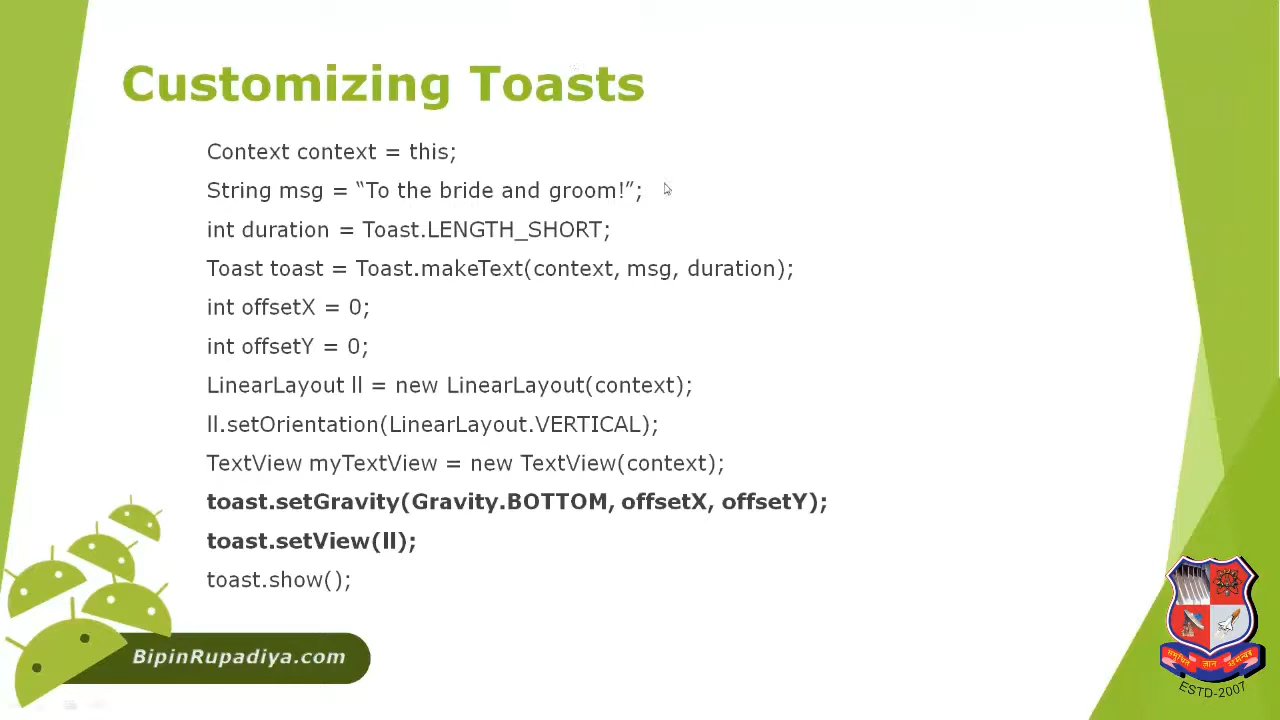 Customizing Toasts
Context context = this;
String msg = “To the bride and groom!”;
int duration = Toast.LENGTH_SHORT;
Toast toast = Toast.makeText(context, msg, duration);
int offsetX = 0;
int offsetY = 0;
LinearLayout ll = new LinearLayout(context);
ll.setOrientation(LinearLayout.VERTICAL);
TextView myTextView = new TextView(context);
toast.setGravity(Gravity.BOTTOM, offsetX, offsetY);
toast.setView(ll);
toast.show();
BipinRupadiya.com
ज्ञान
ESTD-2007